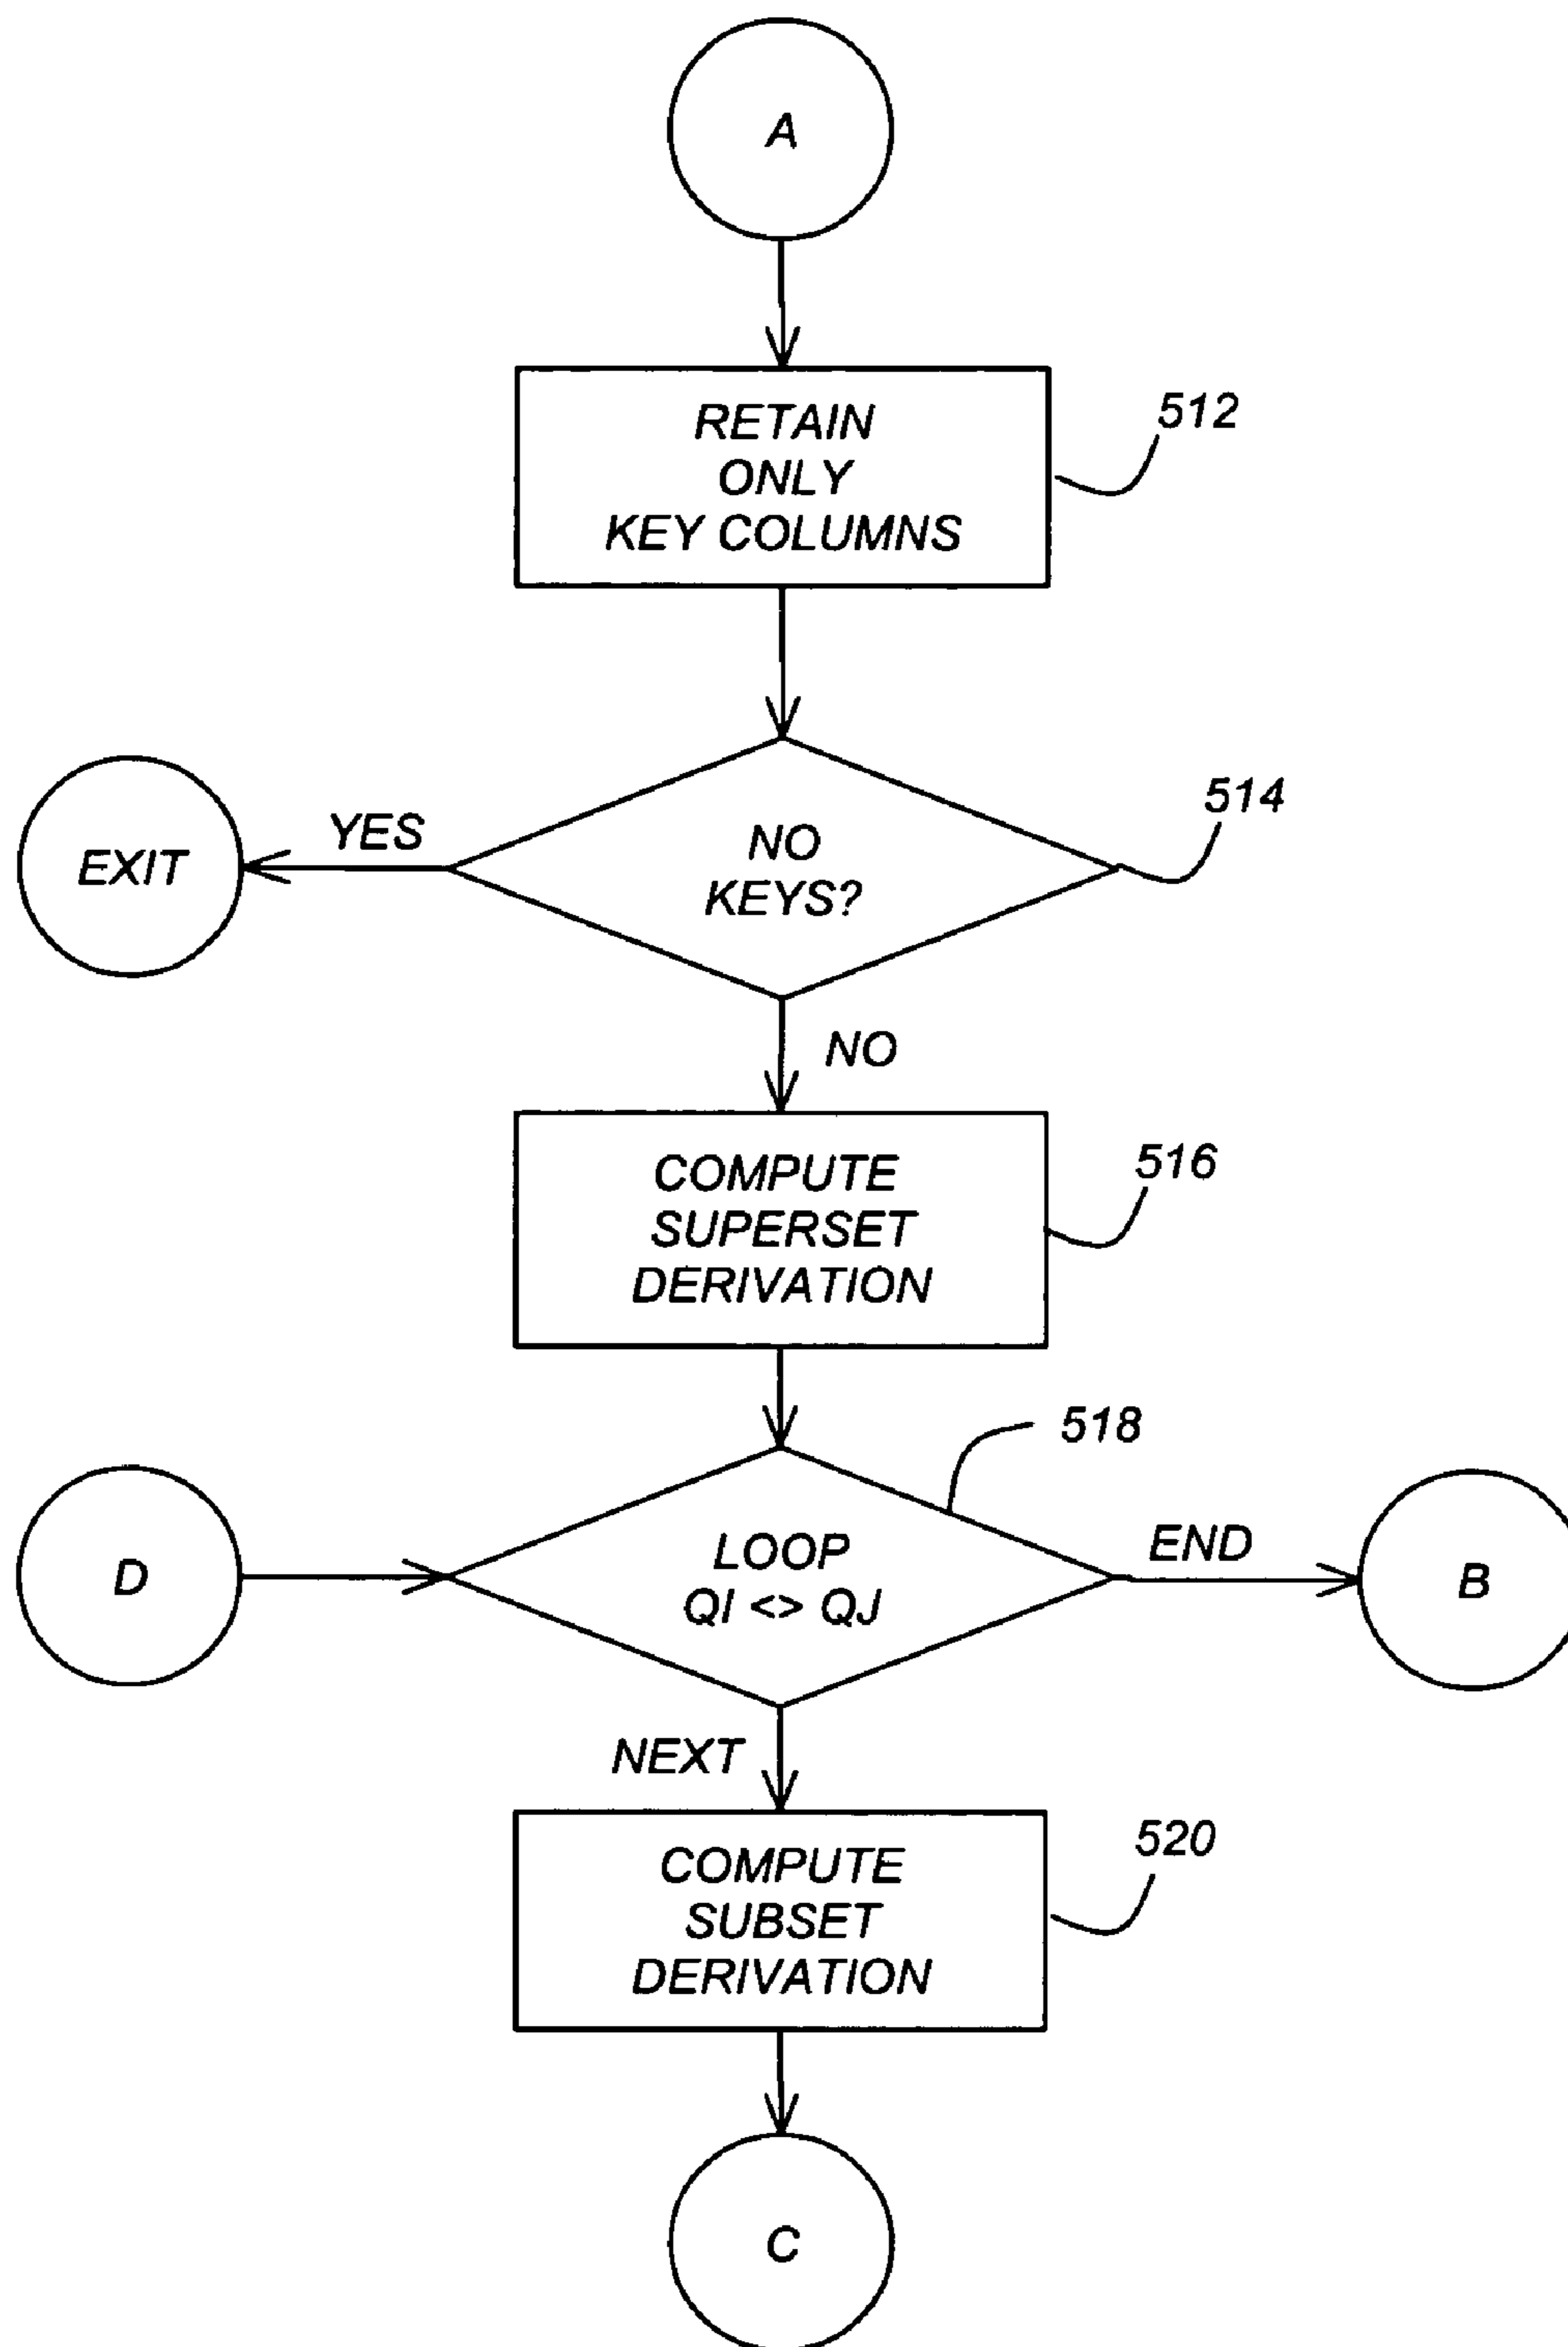 A
RETAIN
ONLY
KEY COLUMNS
512
NO
KEYS?
514
YES
EXIT
NO
COMPUTE
SUPERSET
DERIVATION
516
518
D
LOOP
QI <> QJ
END
B
NEXT
COMPUTE
SUBSET
DERIVATION
520
C